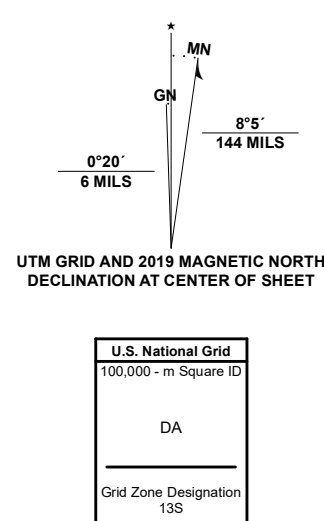 MN
GN
8°5´
144 MILS
0°20´
6 MILS
UTM GRID AND 2019 MAGNETIC NORTH
DECLINATION AT CENTER OF SHEET
U.S. National Grid
100,000 - m Square ID
DA
Grid Zone Designation
13S